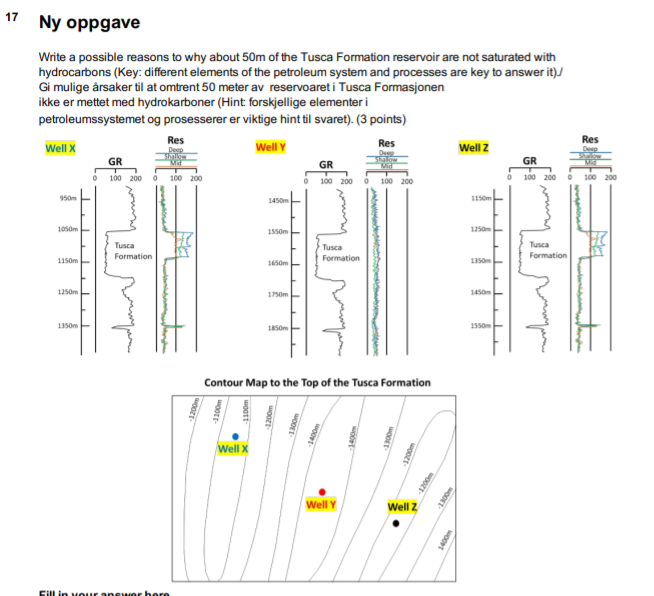 17 Ny oppgave
Write a possible reasons to why about 50m of the Tusca Formation reservoir are not saturated with
hydrocarbons (Key: different elements of the petroleum system and processes are key to answer it)./
Gi mulige årsaker til at omtrent 50 meter av reservoaret i Tusca Formasjonen
ikke er mettet med hydrokarboner (Hint: forskjellige elementer i
petroleumssystemet og prosesserer er viktige hint til svaret). (3 points)
Well X
GR
0 100 200
Res
Deep
Shallow
Mid
0 100 200
950m
1050m
1150m
1250m
1350m
Tusca
Formation
Well Y
GR
0 100 200
Res
Deep
Shallow
Mid
0 100 200
1450m
1550m
1650m
1750m
1850m
Tusca
Formation
Well Z
GR
0 100 200
Res
Deep
Shallow
Mid
0 100 200
1150m
1250m
1350m
1450m
1550m
Tusca
Formation
Contour Map to the Top of the Tusca Formation
-1200m
-1100m
-1100m
-1200m
-1300m
-1400m
-1400m
-1300m
-1200m
-1200m
-1300m
1400m
Well X
Well Y
Well Z
Fill in your answer here